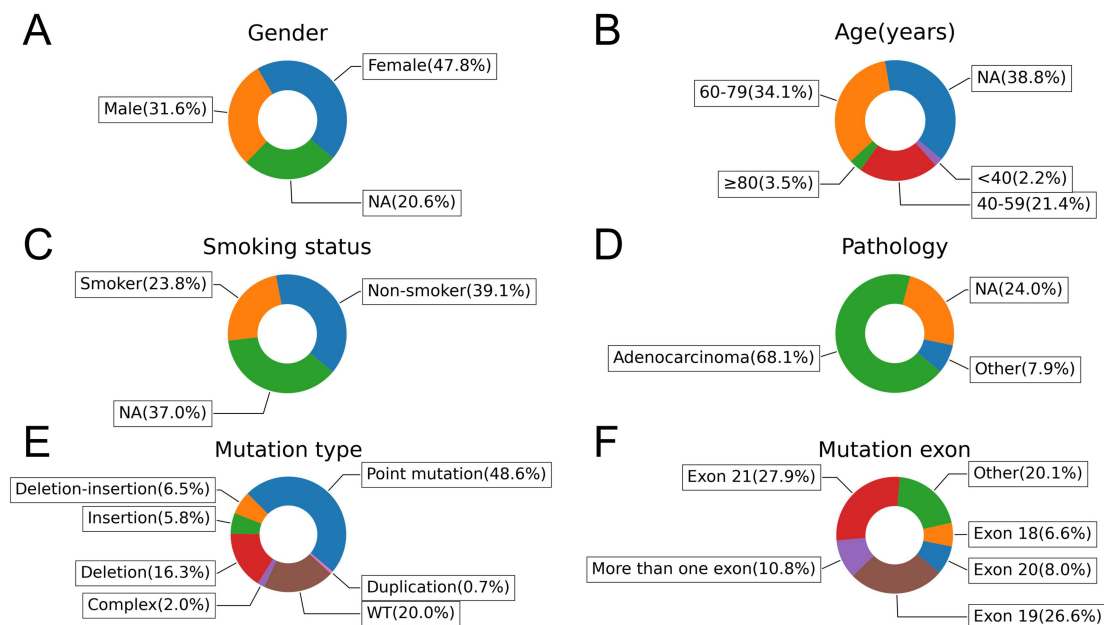 A
Gender
Female(47.8%)
Male(31.6%)
NA(20.6%)
B
Age(years)
NA(38.8%)
60-79(34.1%)
≥80(3.5%)
<40(2.2%)
40-59(21.4%)
C
Smoking status
Smoker(23.8%)
Non-smoker(39.1%)
NA(37.0%)
D
Pathology
NA(24.0%)
Adenocarcinoma(68.1%)
Other(7.9%)
E
Mutation type
Point mutation(48.6%)
Deletion-insertion(6.5%)
Insertion(5.8%)
Deletion(16.3%)
Duplication(0.7%)
Complex(2.0%)
WT(20.0%)
F
Mutation exon
Other(20.1%)
Exon 21(27.9%)
Exon 18(6.6%)
More than one exon(10.8%)
Exon 20(8.0%)
Exon 19(26.6%)